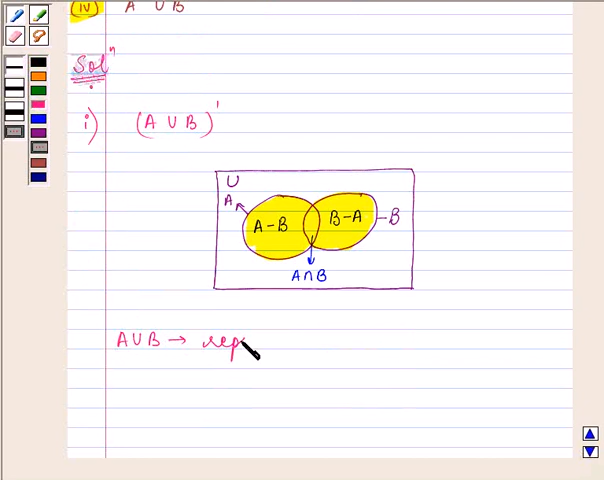 (iv) A ∪ B
Solⁿ
i) (A ∪ B)'
U
A
A - B
B - A
B
A∩B
A∪B → rep